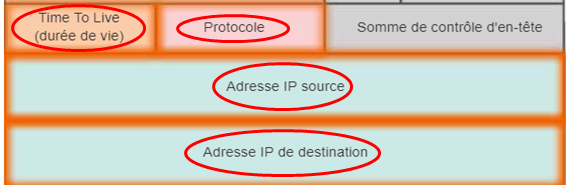 Time To Live
(durée de vie)
Protocole
Somme de contrôle d'en-tête
Adresse IP source
Adresse IP de destination